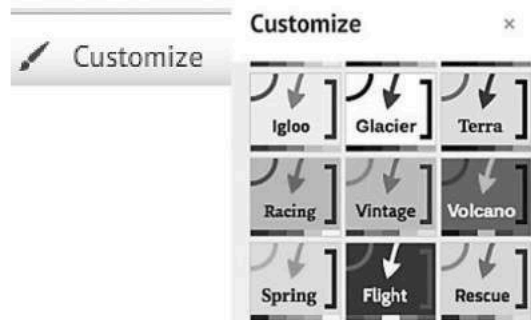 Customize
Customize ×
Igloo Glacier Terra
Racing Vintage Volcano
Spring Flight Rescue